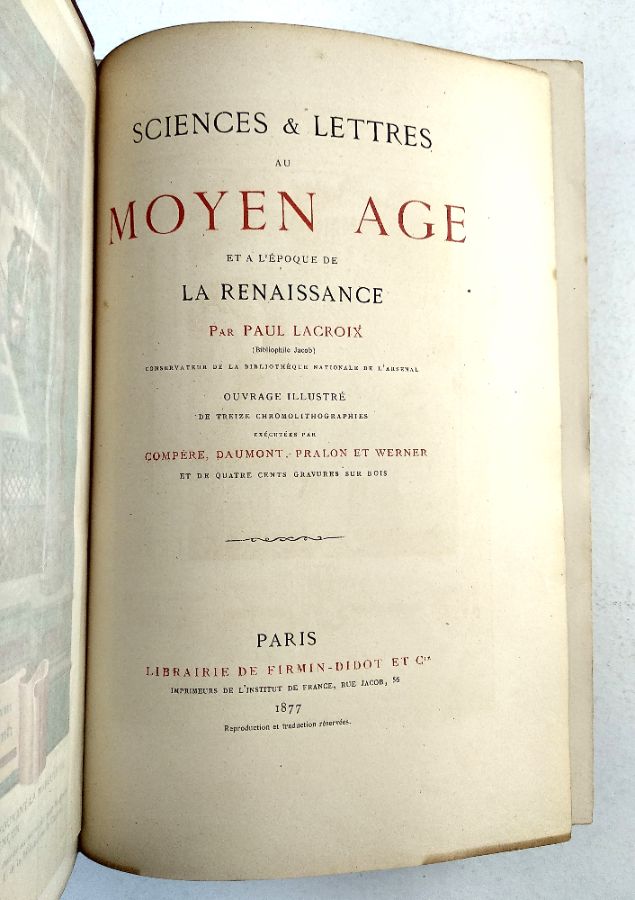 SCIENCES & LETTRES
AU
MOYEN AGE
ET A L'ÉPOQUE DE
LA RENAISSANCE
PAR PAUL LACROIX
(Bibliophile Jacob)
CONSERVATEUR DE LA BIBLIOTHÈQUE NATIONALE DE L'ARSENAL
OUVRAGE ILLUSTRÉ
DE TREIZE CHROMOLITHOGRAPHIES
EXÉCUTÉES PAR
COMPÈRE, DAUMONT, PRALON ET WERNER
ET DE QUATRE CENTS GRAVURES SUR BOIS
PARIS
LIBRAIRIE DE FIRMIN-DIDOT ET Cie
IMPRIMEURS DE L'INSTITUT DE FRANCE, RUE JACOB, 56
1877
Reproduction et traduction réservées.